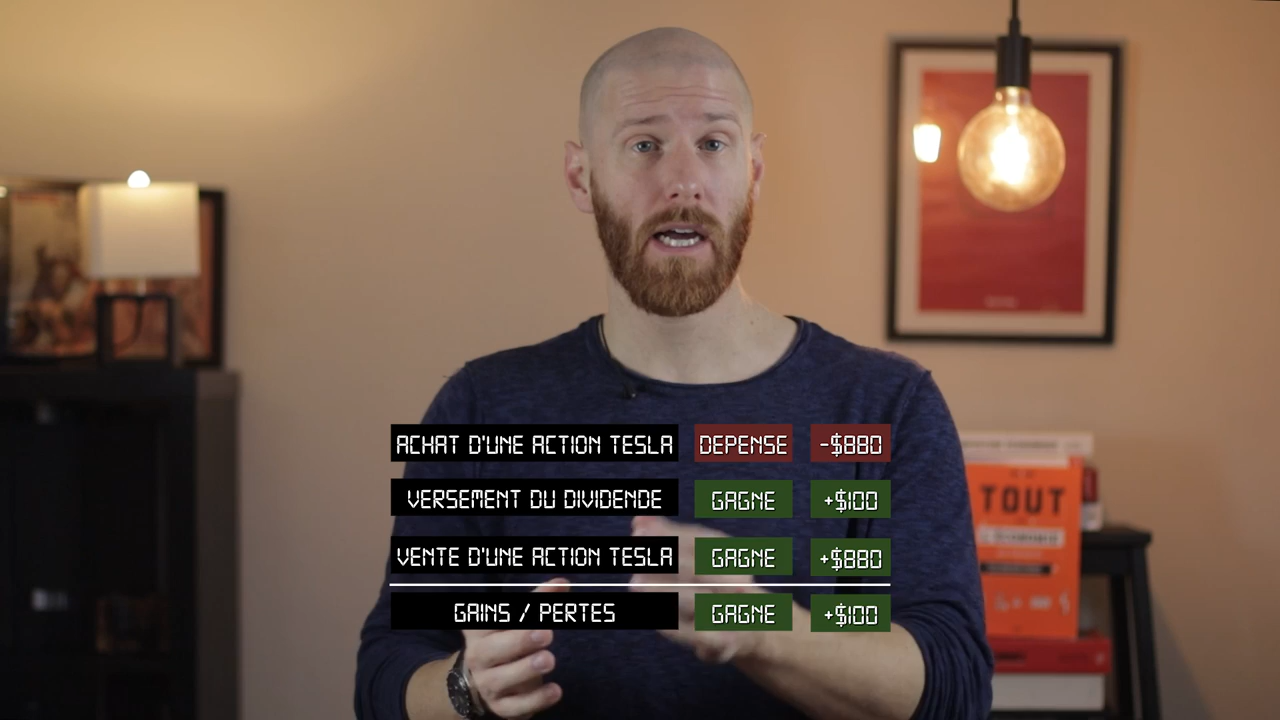 ACHAT D'UNE ACTION TESLA DEPENSE -$880
VERSEMENT DU DIVIDENDE GAGNE +$100
VENTE D'UNE ACTION TESLA GAGNE +$880
GAINS / PERTES GAGNE +$100
TOUT
ECONOMIE